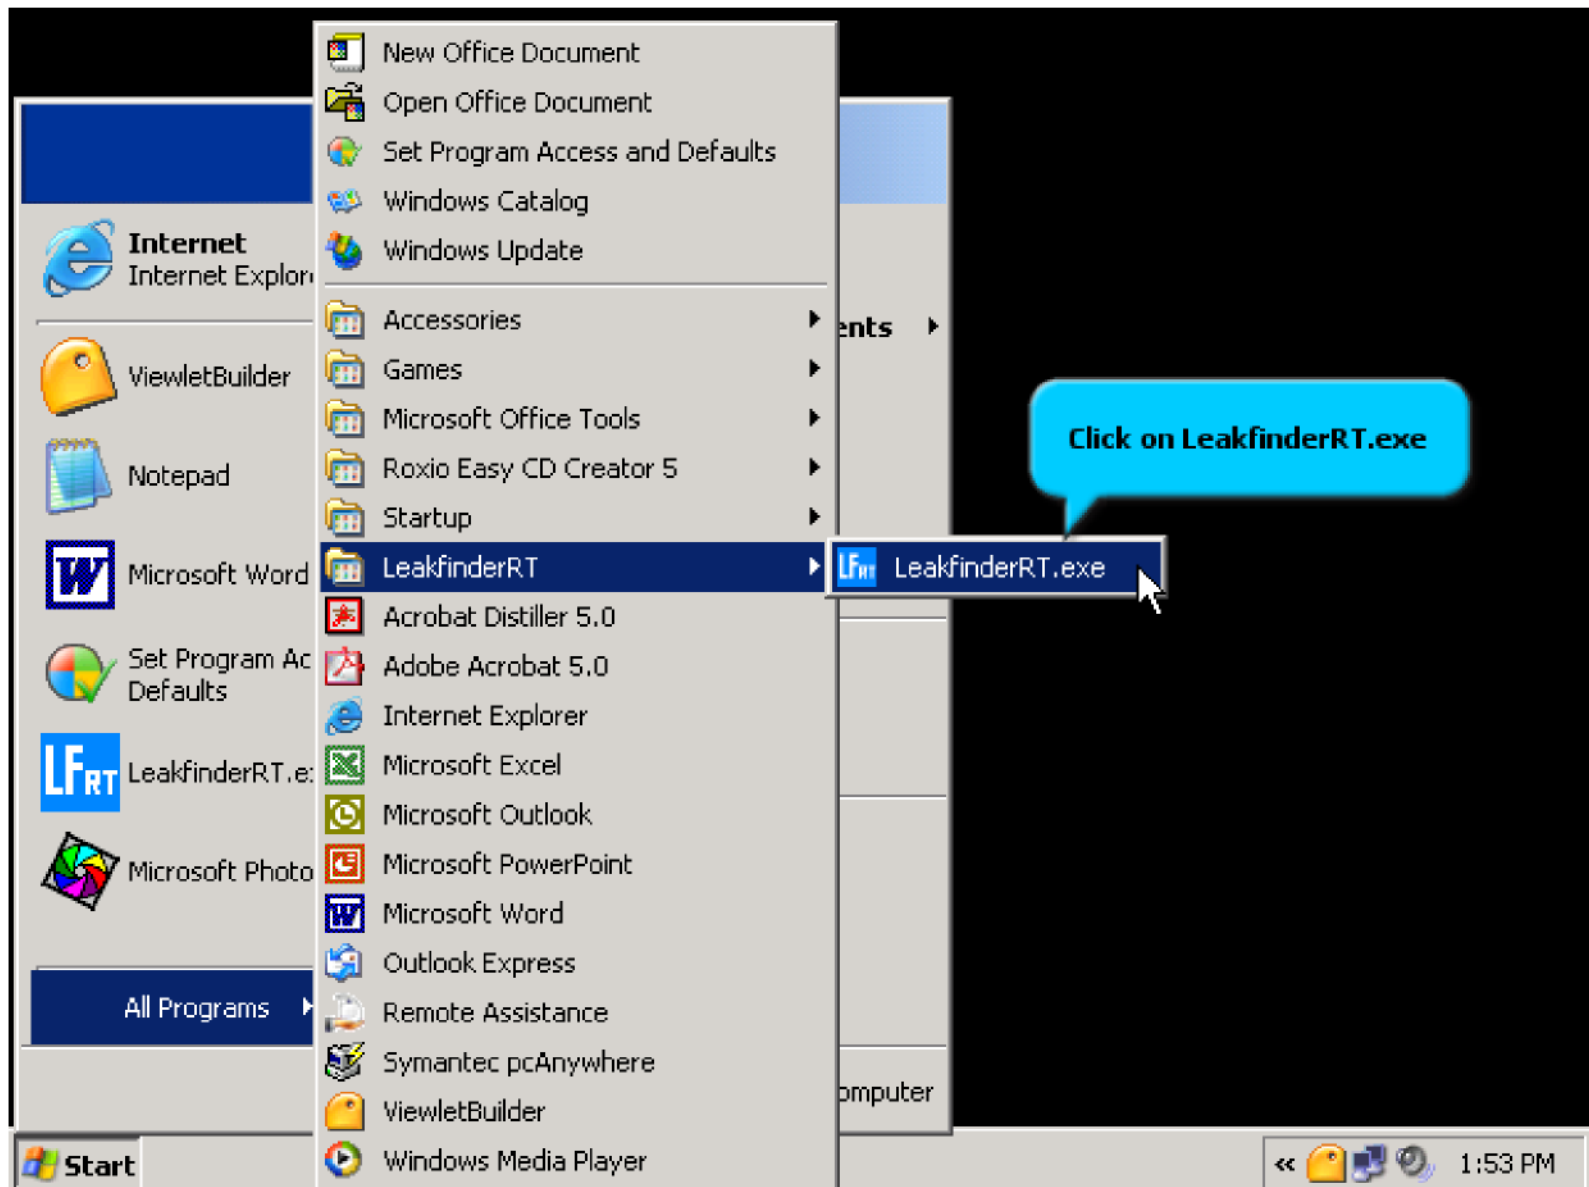 New Office Document
Open Office Document
Set Program Access and Defaults
Windows Catalog
Windows Update
Internet
Internet Explor
ViewletBuilder
Notepad
Microsoft Word
Set Program Ac
Defaults
LFRT
LeakfinderRT.e
Microsoft Photo
All Programs
Accessories
Games
Microsoft Office Tools
Roxio Easy CD Creator 5
Startup
LeakfinderRT
Acrobat Distiller 5.0
Adobe Acrobat 5.0
Internet Explorer
Microsoft Excel
Microsoft Outlook
Microsoft PowerPoint
Microsoft Word
Outlook Express
Remote Assistance
Symantec pcAnywhere
ViewletBuilder
Windows Media Player
ents
Click on LeakfinderRT.exe
LFRT LeakfinderRT.exe
omputer
Start
1:53 PM